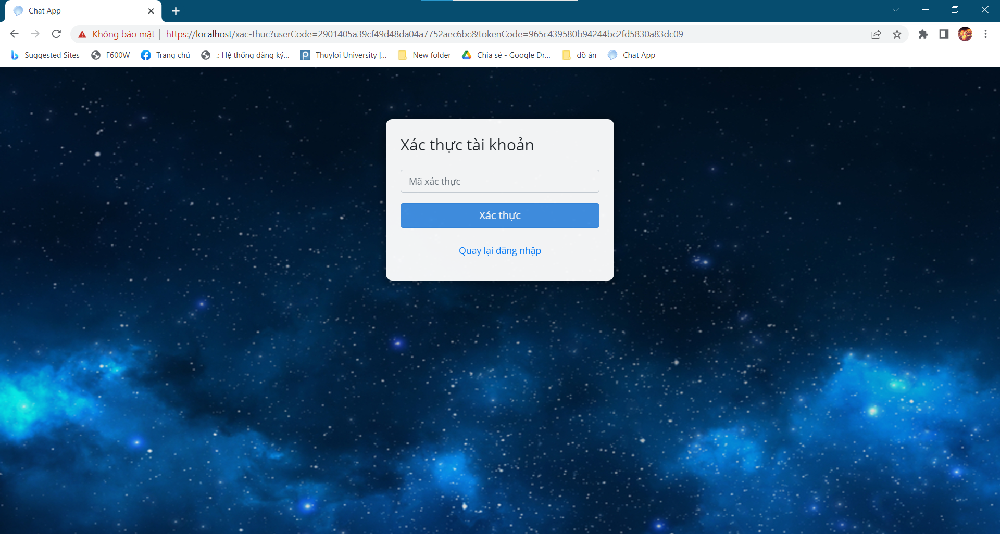 Chat App
Không bảo mật | https://localhost/xac-thuc?userCode=2901405a39cf49d48da04a7752aec6bc&tokenCode=965c439580b94244bc2fd5830a83dc09
Suggested Sites F600W Trang chủ .: Hệ thống đăng ký... Thuyloi University |... New folder Chia sẻ - Google Dr... đồ án Chat App
Xác thực tài khoản
Mã xác thực
Xác thực
Quay lại đăng nhập